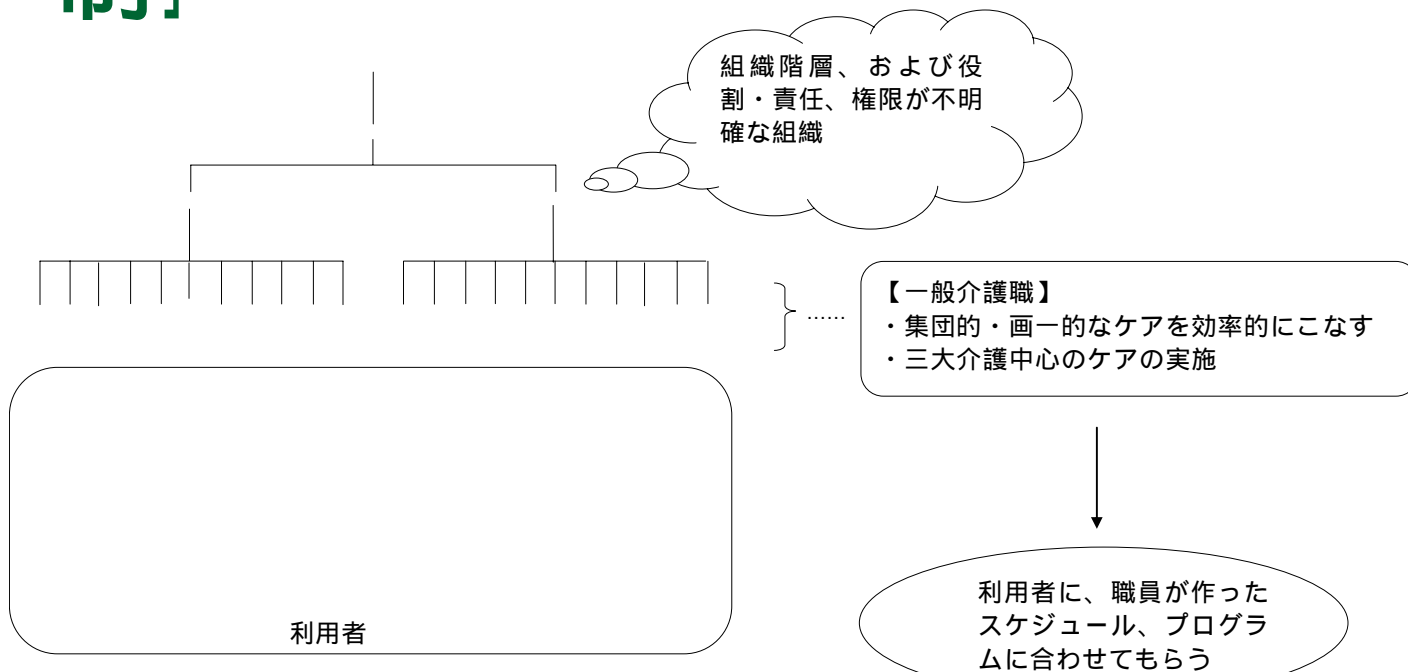 組織階層、および役
割・責任、権限が不明
確な組織
【一般介護職】
・集団的・画一的なケアを効率的にこなす
・三大介護中心のケアの実施
……
利用者
利用者に、職員が作った
スケジュール、プログラ
ムに合わせてもらう